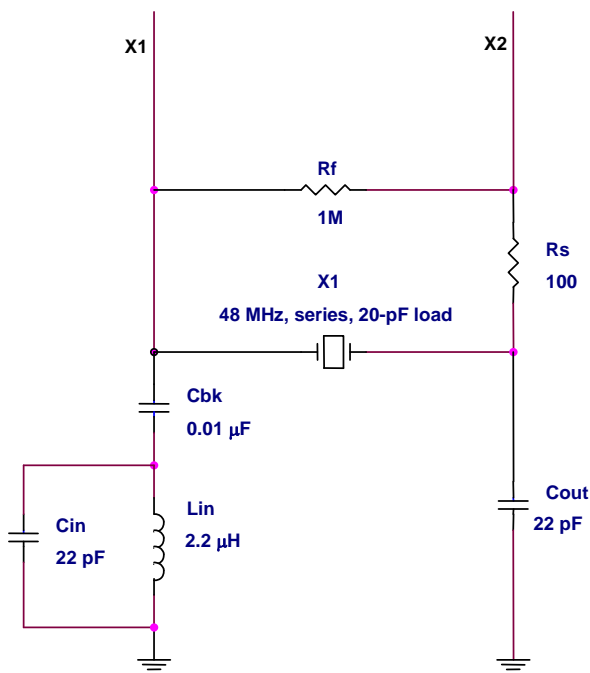 X1
X2
Rf
1M
Rs
100
X1
48 MHz, series, 20-pF load
Cbk
0.01 μF
Cin
22 pF
Lin
2.2 μH
Cout
22 pF